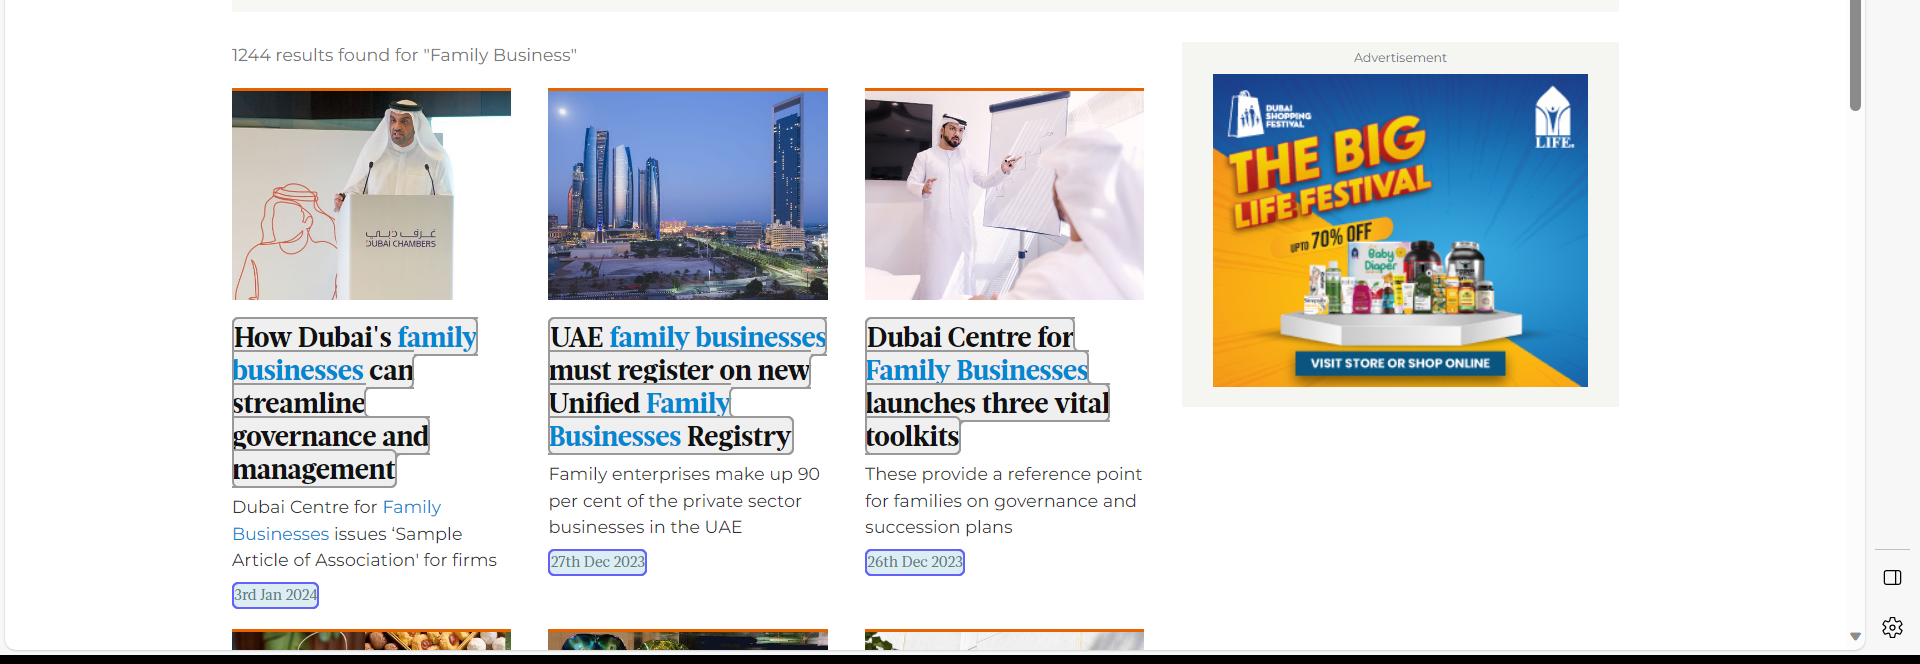 1244 results found for "Family Business"
غرف دبي
DUBAI CHAMBERS
How Dubai's family
businesses can
streamline
governance and
management
Dubai Centre for Family
Businesses issues ‘Sample
Article of Association' for firms
3rd Jan 2024
UAE family businesses
must register on new
Unified Family
Businesses Registry
Family enterprises make up 90
per cent of the private sector
businesses in the UAE
27th Dec 2023
Dubai Centre for
Family Businesses
launches three vital
toolkits
These provide a reference point
for families on governance and
succession plans
26th Dec 2023
Advertisement
DUBAI
SHOPPING
FESTIVAL
LIFE.
THE BIG
LIFE FESTIVAL
UPTO 70% OFF
Baby
Diaper
VISIT STORE OR SHOP ONLINE